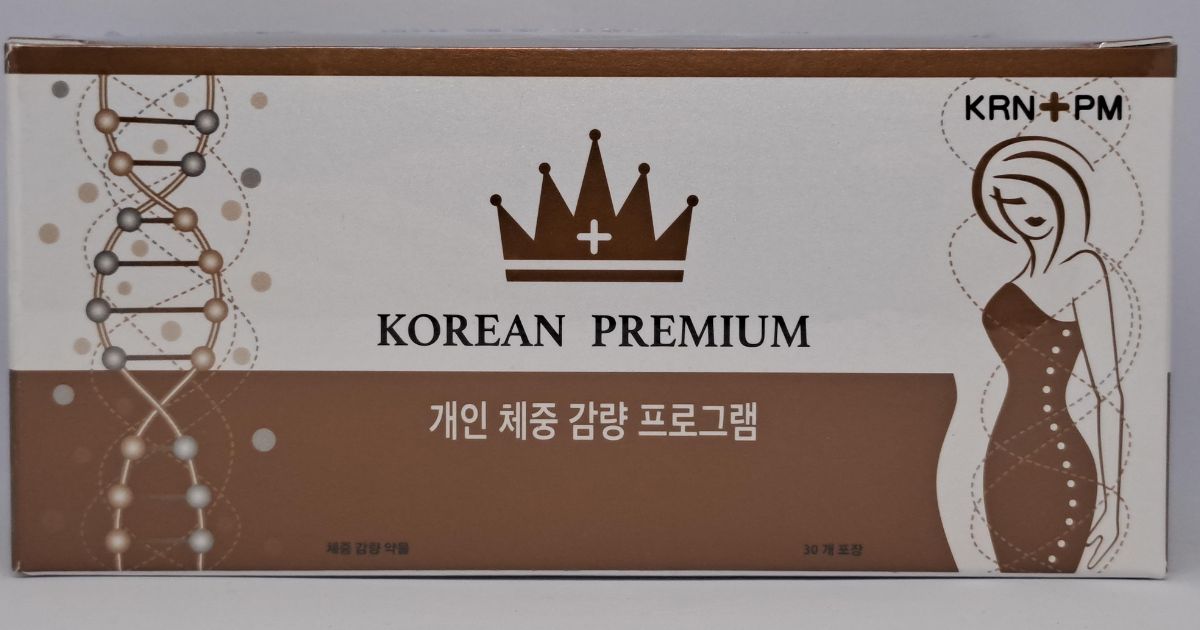 KRN+PM
KOREAN PREMIUM
개인 체중 감량 프로그램
체중 감량 약물
30 개 포장